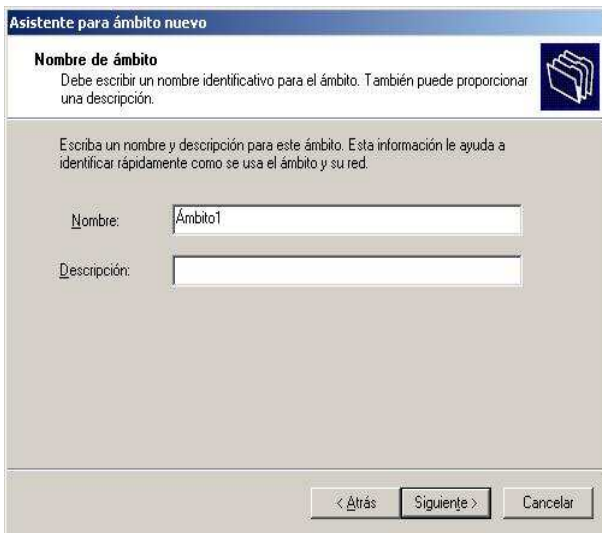 Asistente para ámbito nuevo
Nombre de ámbito
Debe escribir un nombre identificativo para el ámbito. También puede proporcionar
una descripción.
Escriba un nombre y descripción para este ámbito. Esta información le ayuda a
identificar rápidamente como se usa el ámbito y su red.
Nombre:
Ámbito1
Descripción:
< Atrás
Siguiente >
Cancelar